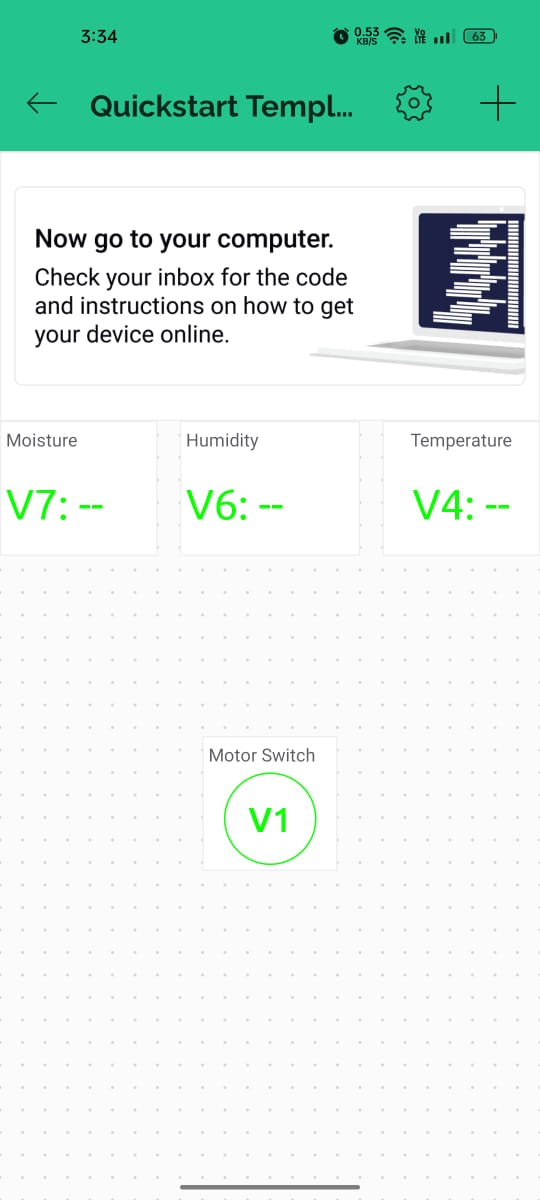 3:34
0.53
KB/S
Vo
LTE
63
Quickstart Templ...
Now go to your computer.
Check your inbox for the code
and instructions on how to get
your device online.
Moisture
Humidity
Temperature
V7: --
V6: --
V4: --
Motor Switch
V1